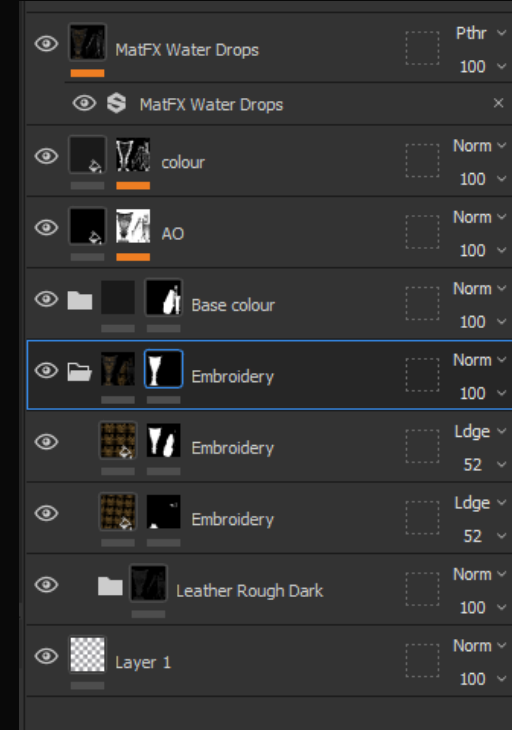 MatFX Water Drops
Pthr
100
MatFX Water Drops
colour
Norm
100
AO
Norm
100
Base colour
Norm
100
Embroidery
Norm
100
Embroidery
Ldge
52
Embroidery
Ldge
52
Leather Rough Dark
Norm
100
Layer 1
Norm
100